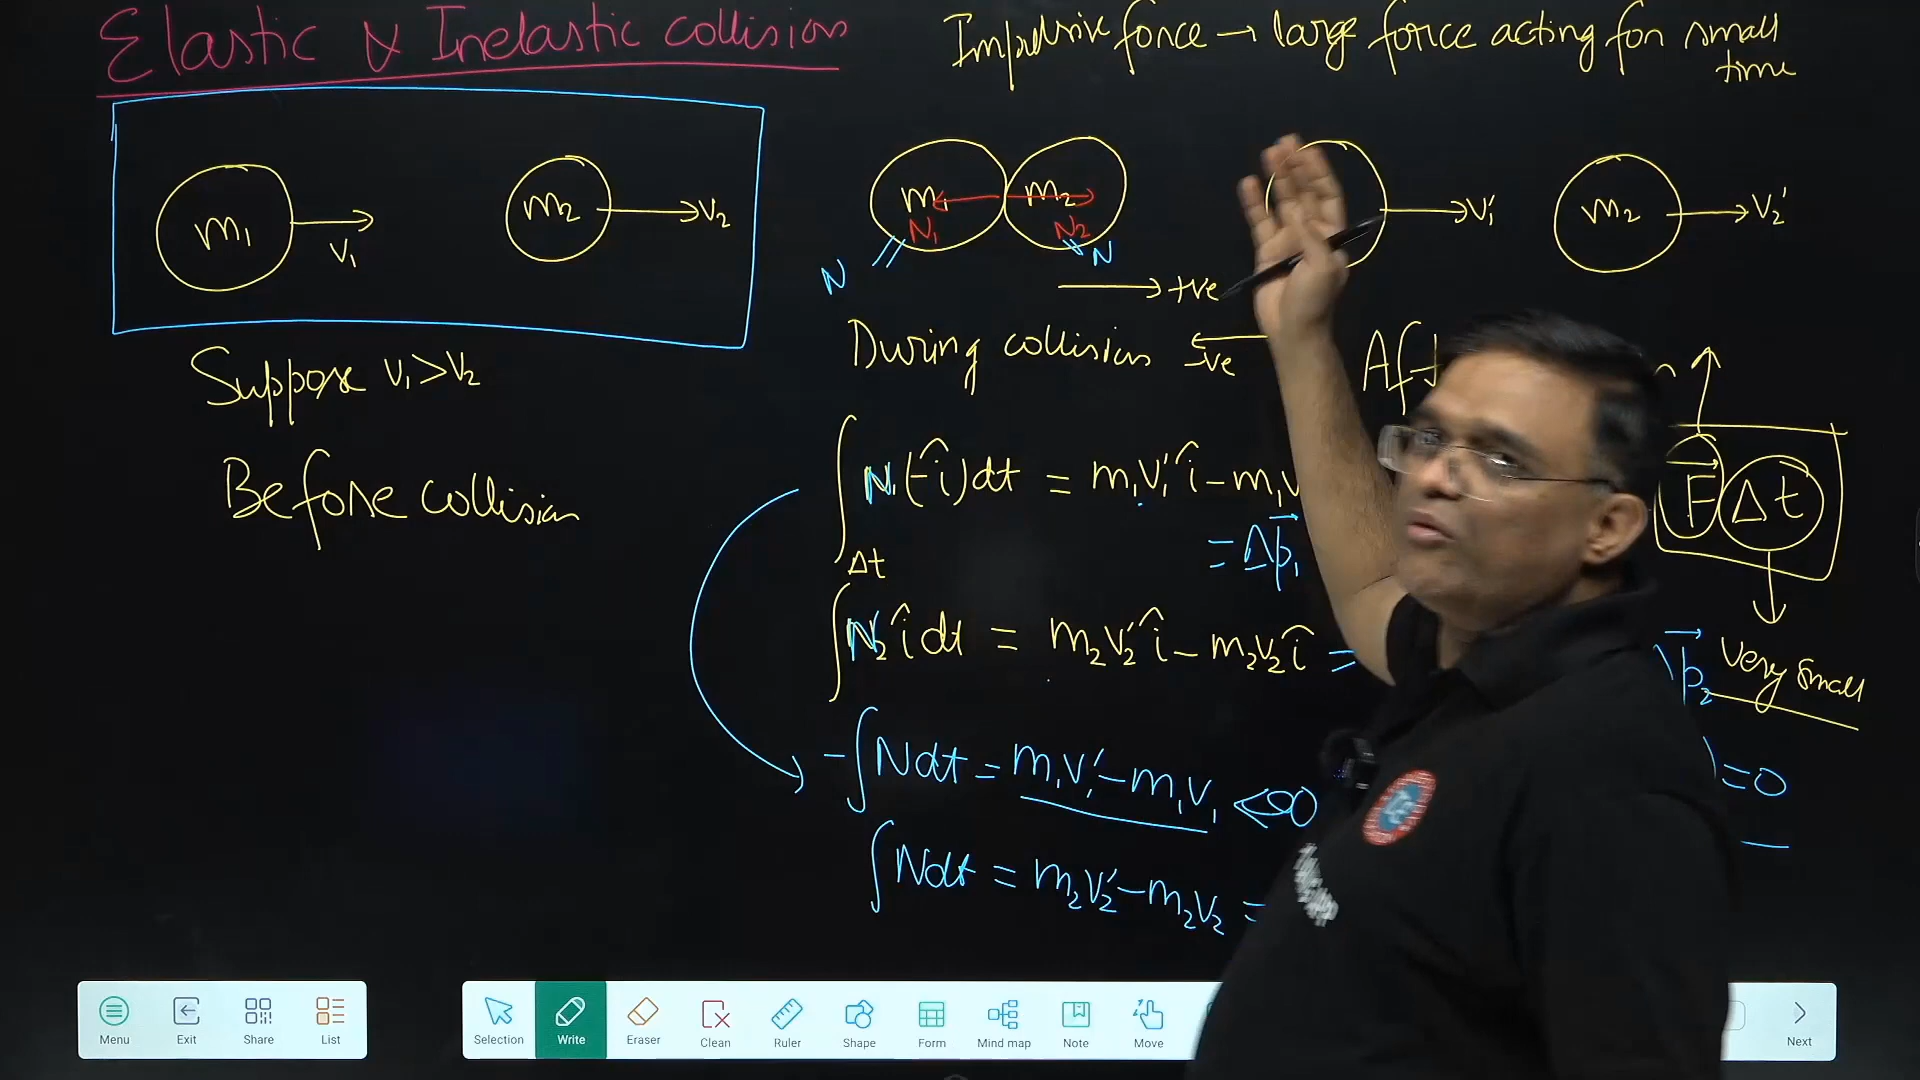 Elastic & Inelastic collision
Impulsive force → large force acting for small
time
m₁
v₁
m₂
v₂
m₁
N₁
m₂
N₂
N
N
→ +ve
v₁'
m₂
v₂'
Suppose v₁>v₂
During collision
-ve
Before collision
∫ N₁(-î)dt = m₁v₁'î - m₁v
Δt
= Δp⃗₁
F⃗ Δt
∫N₂ î dt = m₂v₂'î - m₂v₂î =
p⃗₂
very small
-∫Ndt = m₁v₁' - m₁v₁ <0
)=0
∫Ndt = m₂v₂' - m₂v₂ =
Menu
Exit
Share
List
Selection
Write
Eraser
Clean
Ruler
Shape
Form
Mind map
Note
Move
Next